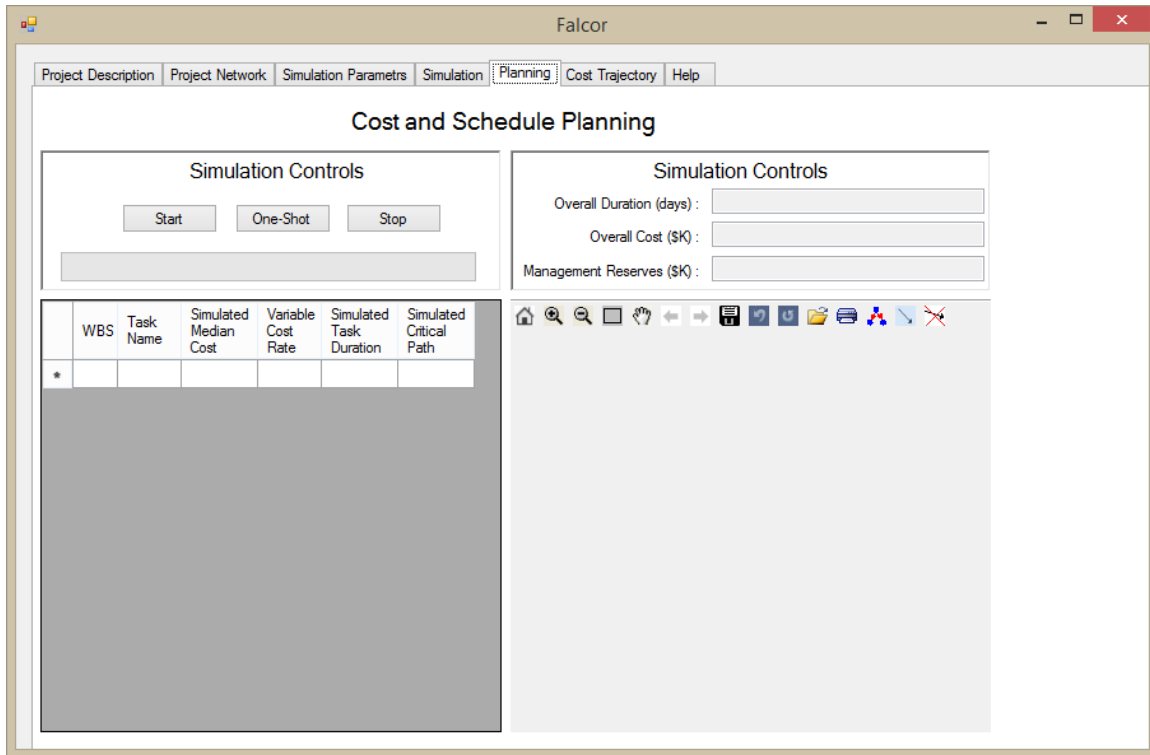 Falcor
Project Description Project Network Simulation Parametrs Simulation Planning Cost Trajectory Help
Cost and Schedule Planning
Simulation Controls
Start One-Shot Stop
Simulation Controls
Overall Duration (days) :
Overall Cost ($K) :
Management Reserves ($K) :
WBS
Task
Name
Simulated
Median
Cost
Variable
Cost
Rate
Simulated
Task
Duration
Simulated
Critical
Path
*